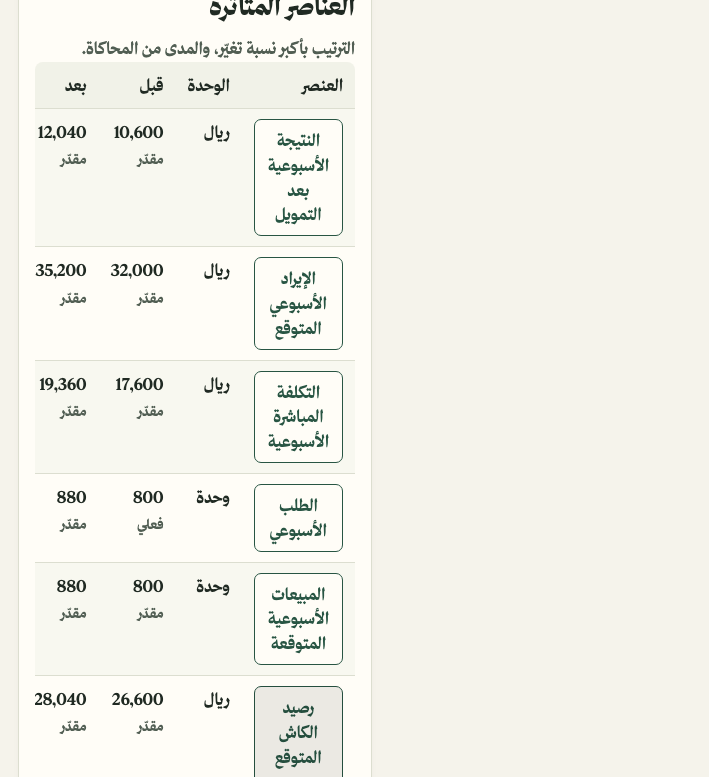 العناصر المتأثرة
الترتيب بأكبر نسبة تغيّر، والمدى من المحاكاة.
العنصر الوحدة قبل بعد
النتيجة الأسبوعية بعد التمويل ريال 10,600 12,040
مقدّر مقدّر
الإيراد الأسبوعي المتوقع ريال 32,000 35,200
مقدّر مقدّر
التكلفة المباشرة الأسبوعية ريال 17,600 19,360
مقدّر مقدّر
الطلب الأسبوعي وحدة 800 880
فعلي مقدّر
المبيعات الأسبوعية المتوقعة وحدة 800 880
مقدّر مقدّر
رصيد الكاش المتوقع ريال 26,600 28,040
مقدّر مقدّر